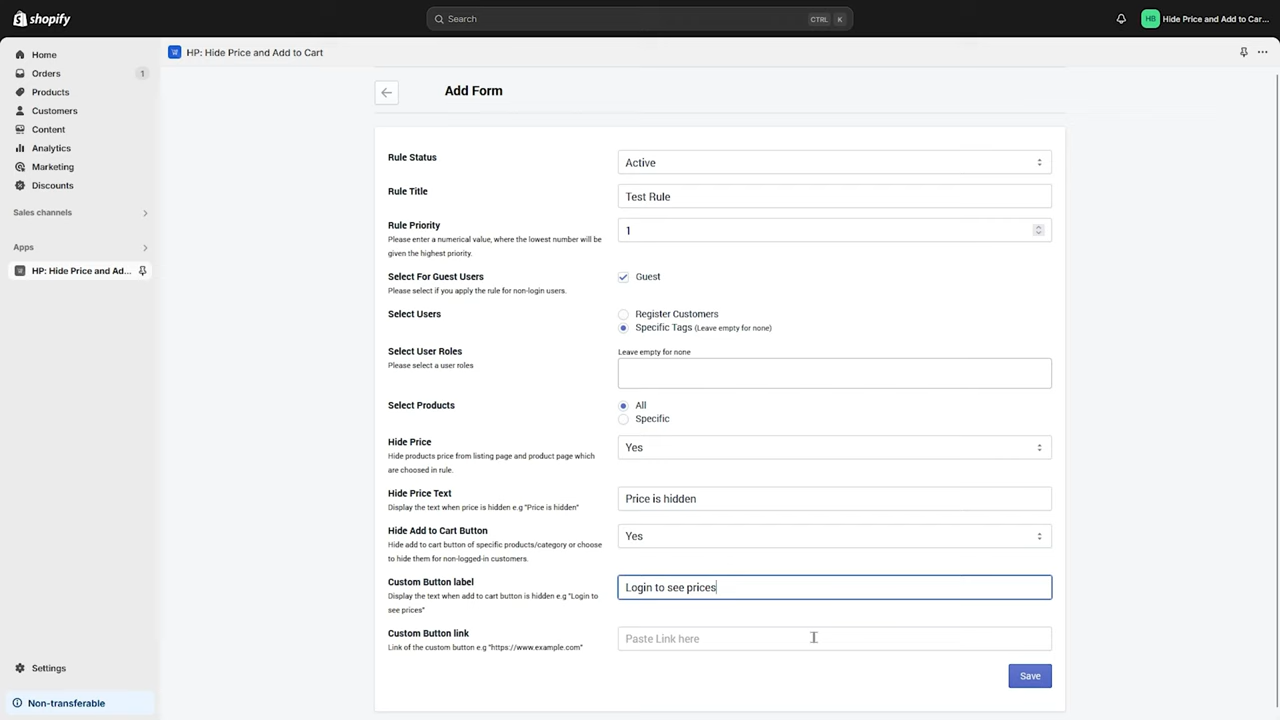 shopify
Search
CTRL K
HB Hide Price and Add to Car...
Home
Orders 1
Products
Customers
Content
Analytics
Marketing
Discounts
Sales channels
Apps
HP: Hide Price and Ad...
Settings
Non-transferable
HP: Hide Price and Add to Cart
Add Form
Rule Status
Active
Rule Title
Test Rule
Rule Priority
Please enter a numerical value, where the lowest number will be
given the highest priority.
1
Select For Guest Users
Please select if you apply the rule for non-login users.
Guest
Select Users
Register Customers
Specific Tags (Leave empty for none)
Select User Roles
Please select a user roles
Leave empty for none
Select Products
All
Specific
Hide Price
Hide products price from listing page and product page which
are choosed in rule.
Yes
Hide Price Text
Display the text when price is hidden e.g "Price is hidden"
Price is hidden
Hide Add to Cart Button
Hide add to cart button of specific products/category or choose
to hide them for non-logged-in customers.
Yes
Custom Button label
Display the text when add to cart button is hidden e.g "Login to
see prices"
Login to see prices
Custom Button link
Link of the custom button e.g "https://www.example.com"
Paste Link here
Save